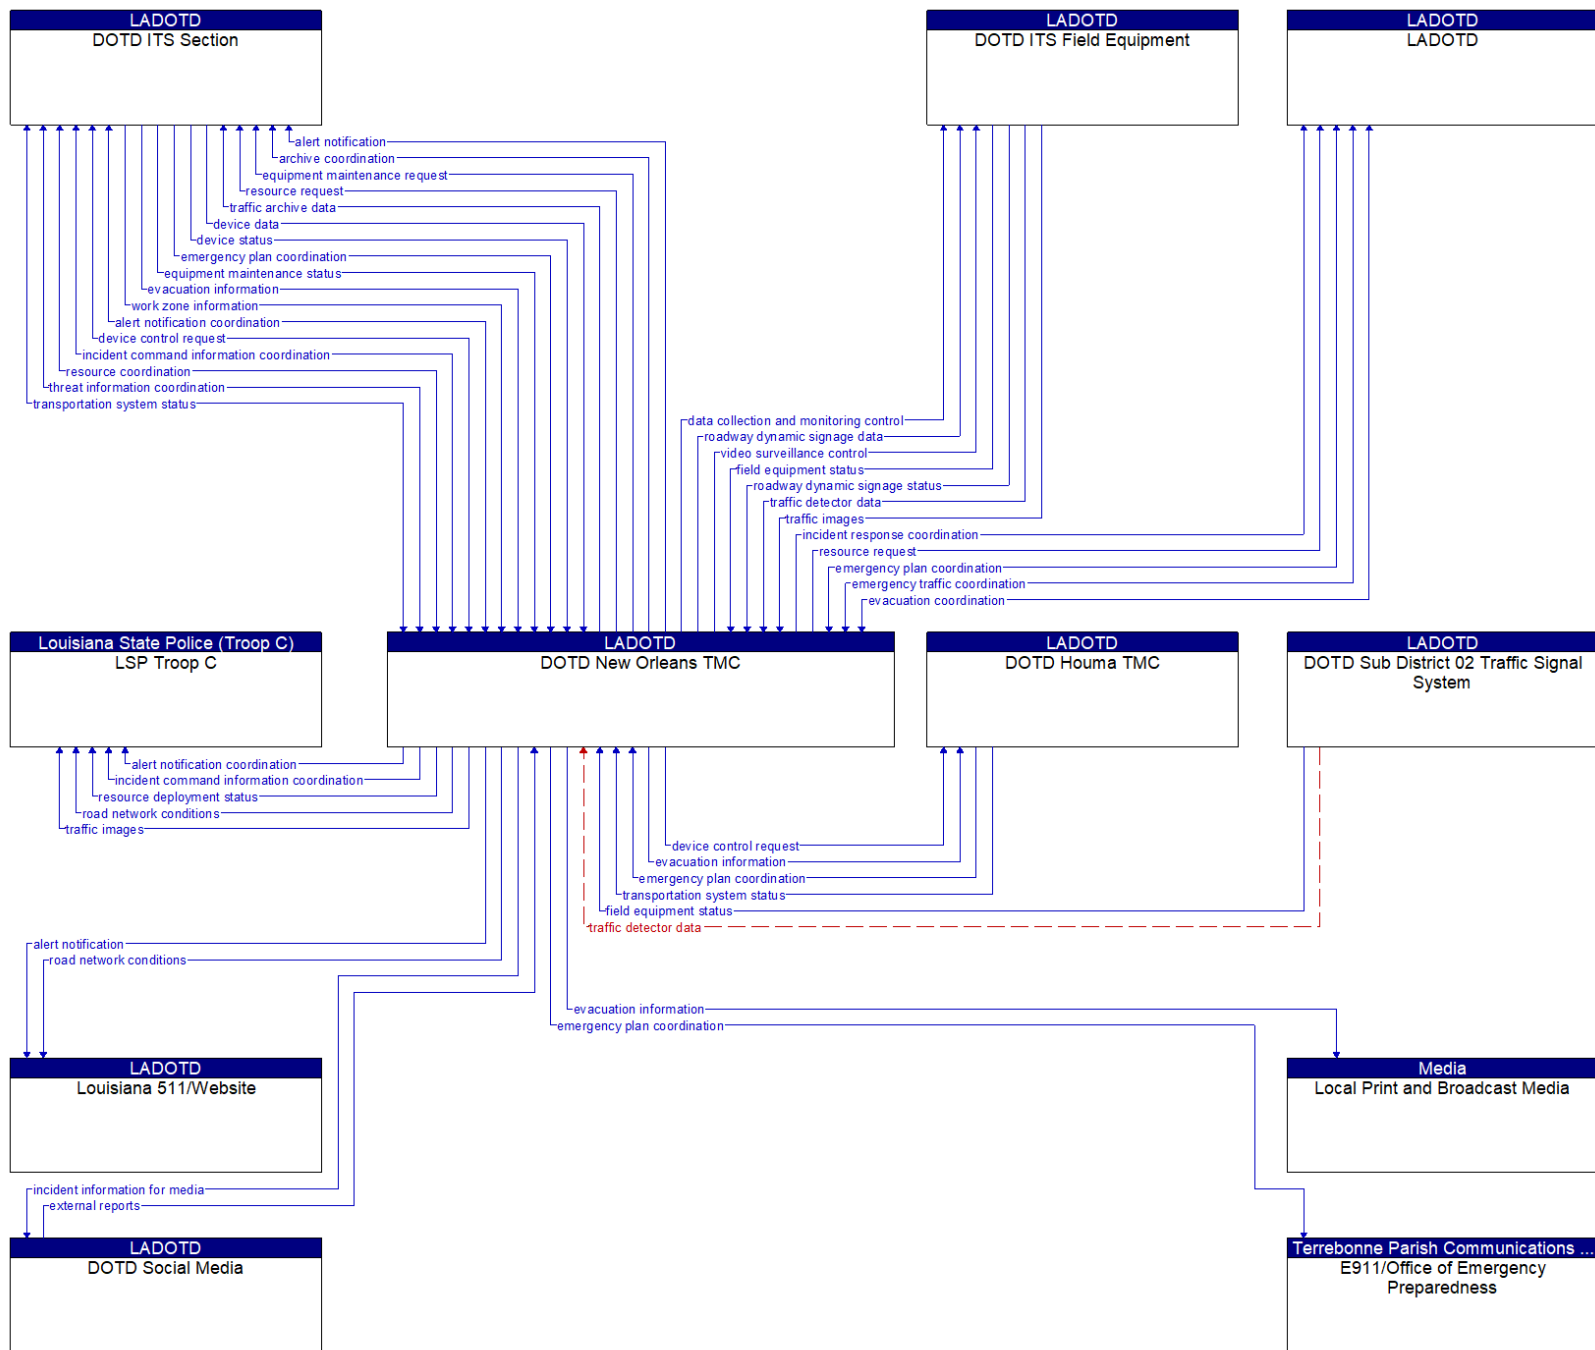 LADOTD
DOTD ITS Section
LADOTD
DOTD ITS Field Equipment
LADOTD
LADOTD
alert notification
archive coordination
equipment maintenance request
resource request
traffic archive data
device data
device status
emergency plan coordination
equipment maintenance status
evacuation information
work zone information
alert notification coordination
device control request
incident command information coordination
resource coordination
threat information coordination
transportation system status
data collection and monitoring control
roadway dynamic signage data
video surveillance control
field equipment status
roadway dynamic signage status
traffic detector data
traffic images
incident response coordination
resource request
emergency plan coordination
emergency traffic coordination
evacuation coordination
Louisiana State Police (Troop C)
LSP Troop C
LADOTD
DOTD New Orleans TMC
LADOTD
DOTD Houma TMC
LADOTD
DOTD Sub District 02 Traffic Signal
System
alert notification coordination
incident command information coordination
resource deployment status
road network conditions
traffic images
device control request
evacuation information
emergency plan coordination
transportation system status
field equipment status
traffic detector data
alert notification
road network conditions
evacuation information
emergency plan coordination
LADOTD
Louisiana 511/Website
Media
Local Print and Broadcast Media
incident information for media
external reports
LADOTD
DOTD Social Media
Terrebonne Parish Communications ...
E911/Office of Emergency
Preparedness